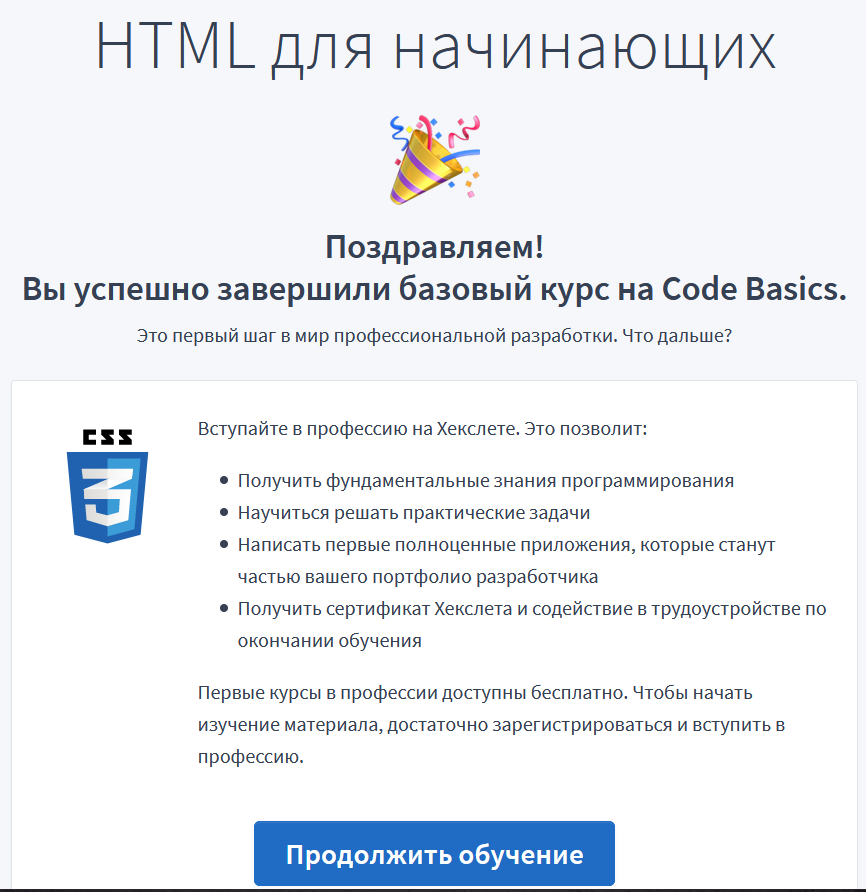 HTML для начинающих
Поздравляем!
Вы успешно завершили базовый курс на Code Basics.
Это первый шаг в мир профессиональной разработки. Что дальше?
CSS
3
Вступайте в профессию на Хекслете. Это позволит:
Получить фундаментальные знания программирования
Научиться решать практические задачи
Написать первые полноценные приложения, которые станут
частью вашего портфолио разработчика
Получить сертификат Хекслета и содействие в трудоустройстве по
окончании обучения
Первые курсы в профессии доступны бесплатно. Чтобы начать
изучение материала, достаточно зарегистрироваться и вступить в
профессию.
Продолжить обучение